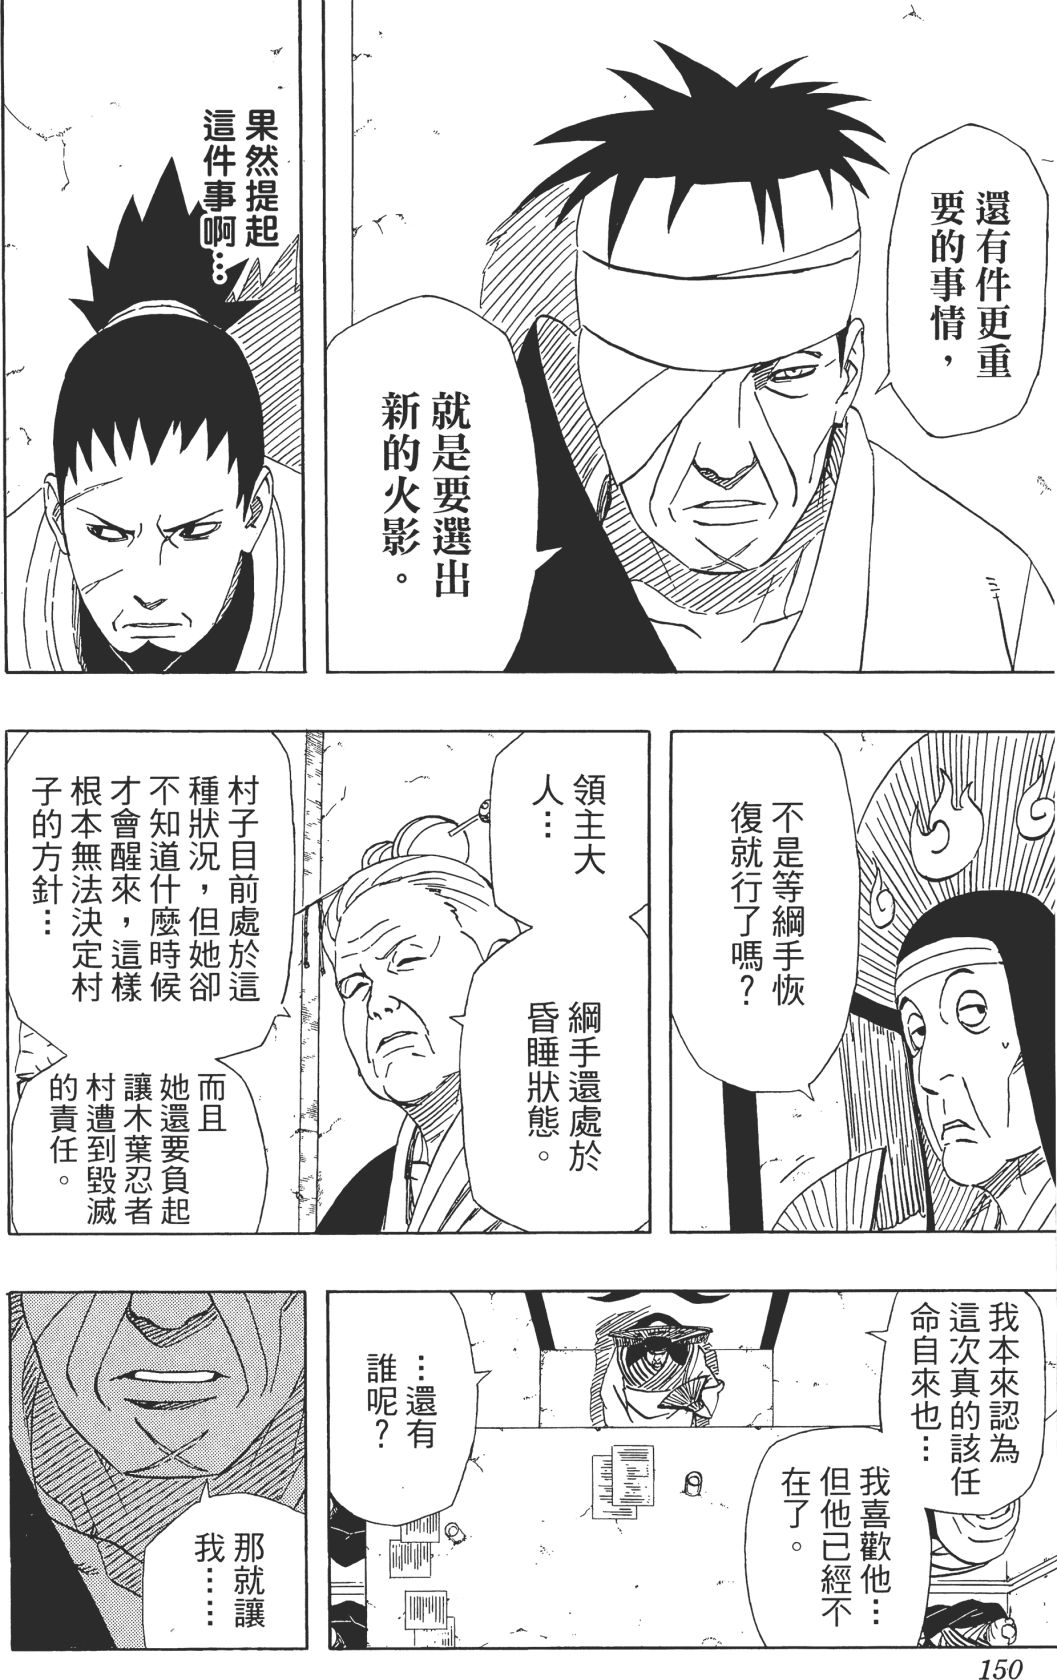 還有件更重
要的事情，
就是要選出
新的火影。
果然提起
這件事啊…
不是等綱手恢
復就行了嗎？
領主大
人…
綱手還處於
昏睡狀態。
村子目前處於這
種狀況，但她卻
不知道什麼時候
才會醒來，這樣
根本無法決定村
子的方針…
而且
她還要負起
讓木葉忍者
村遭到毀滅
的責任。
我本來認為
這次真的該任
命自來也…
我喜歡他…
但他已經不
在了。
…還有
誰呢？
那就讓
我……
150